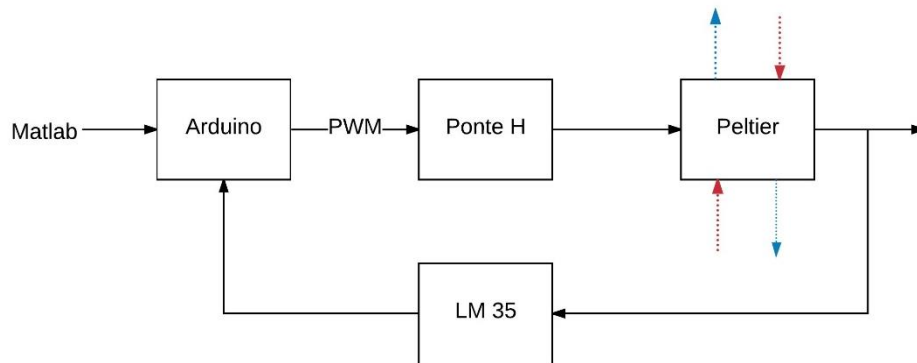 Matlab
Arduino
PWM
Ponte H
Peltier
LM 35